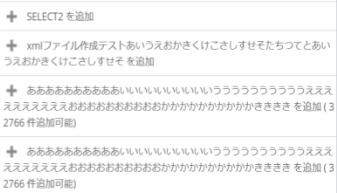 SELECT2 を追加
xmlファイル作成テストあいうえおかきくけこさしすせそたちつてとあい
うえおかきくけこさしすせそ を追加
ああああああああああいいいいいいいいいいううううううううううえええ
えええええええおおおおおおおおおおかかかかかかかかかかきききき を追加 ( 3
2766 件追加可能)
ああああああああああいいいいいいいいいいううううううううううえええ
えええええええおおおおおおおおおおかかかかかかかかかかきききき を追加 ( 3
2766 件追加可能)